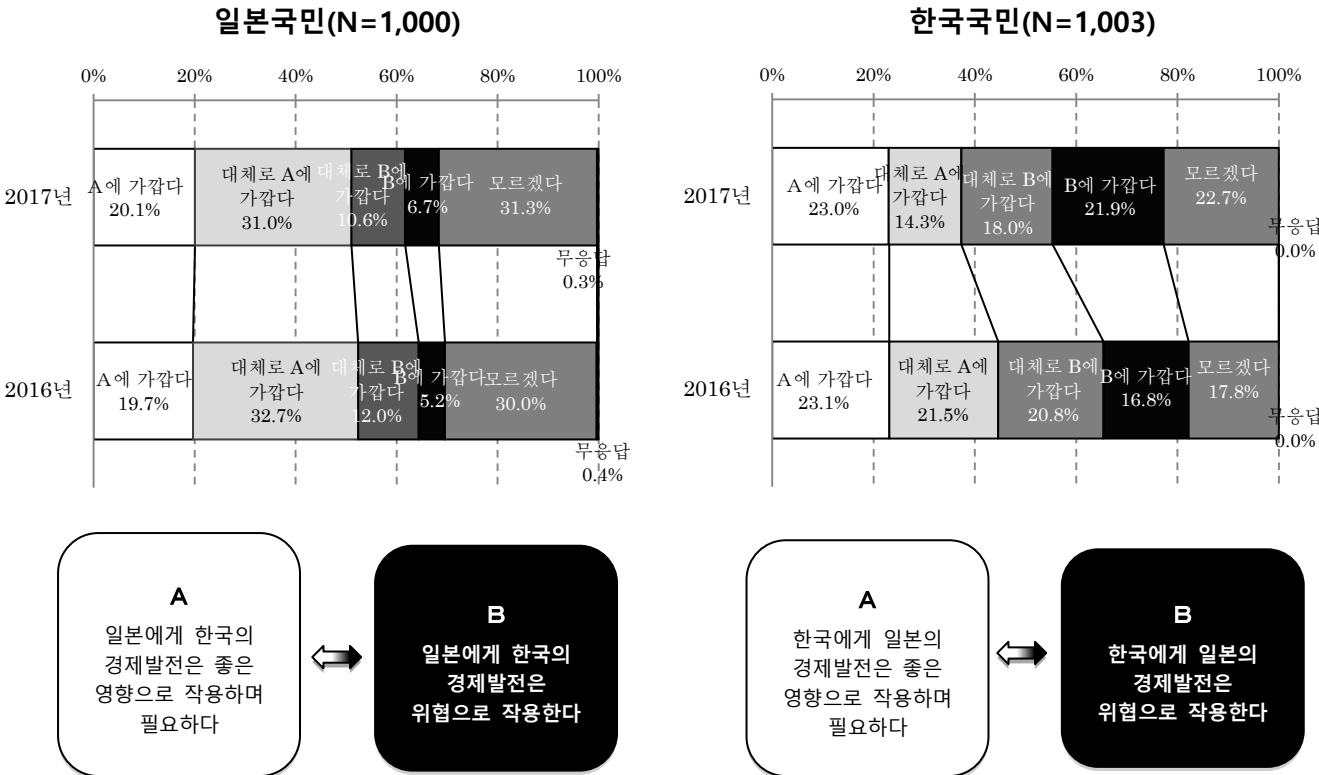 일본국민(N=1,000)
0% 20% 40% 60% 80% 100%
2017년
A에 가깝다
20.1%
대체로 A에
가깝다
31.0%
대체로 B에
가깝다
10.6%
B에 가깝다
6.7%
모르겠다
31.3%
무응답
0.3%
2016년
A에 가깝다
19.7%
대체로 A에
가깝다
32.7%
대체로 B에
가깝다
12.0%
B에 가깝다
5.2%
모르겠다
30.0%
무응답
0.4%
A
일본에게 한국의
경제발전은 좋은
영향으로 작용하며
필요하다
B
일본에게 한국의
경제발전은
위협으로 작용한다
한국국민(N=1,003)
0% 20% 40% 60% 80% 100%
2017년
A에 가깝다
23.0%
대체로 A에
가깝다
14.3%
대체로 B에
가깝다
18.0%
B에 가깝다
21.9%
모르겠다
22.7%
무응답
0.0%
2016년
A에 가깝다
23.1%
대체로 A에
가깝다
21.5%
대체로 B에
가깝다
20.8%
B에 가깝다
16.8%
모르겠다
17.8%
무응답
0.0%
A
한국에게 일본의
경제발전은 좋은
영향으로 작용하며
필요하다
B
한국에게 일본의
경제발전은
위협으로 작용한다